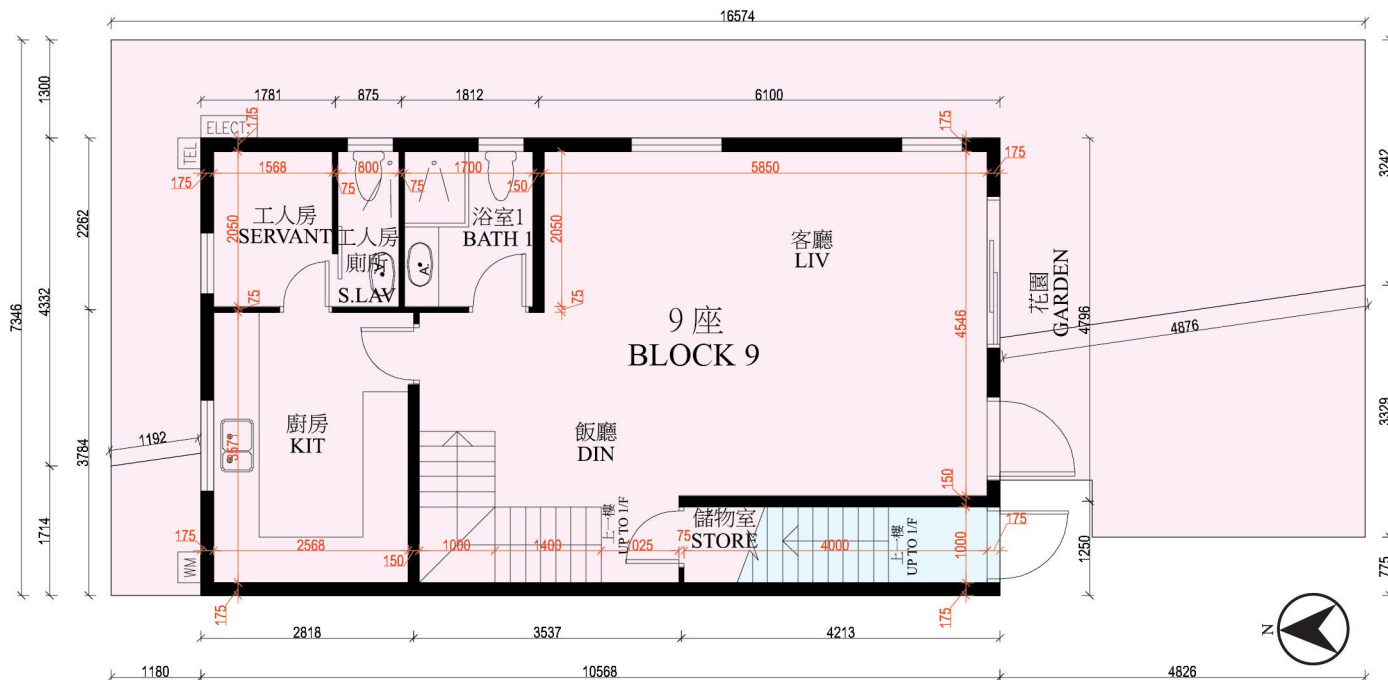 16574
1781
875
1812
6100
1300
7346
4332
2262
3784
1714
1192
3242
3329
775
4796
4876
1250
ELECT.
TEL
WM
175
175
175
175
1568
800
1700
5850
75
75
150
2050
2050
75
75
工人房
SERVANT
工人房
廁所
S.LAV
A.
A.
浴室1
BATH 1
客廳
LIV
花園
GARDEN
9 座
BLOCK 9
4546
廚房
KIT
3577
飯廳
DIN
150
儲物室
STORE
上一樓
UP TO 1/F
上一樓
UP TO 1/F
175
2568
150
1000
1400
1025
75
4000
1000
175
175
175
N
2818
3537
4213
1180
10568
4826